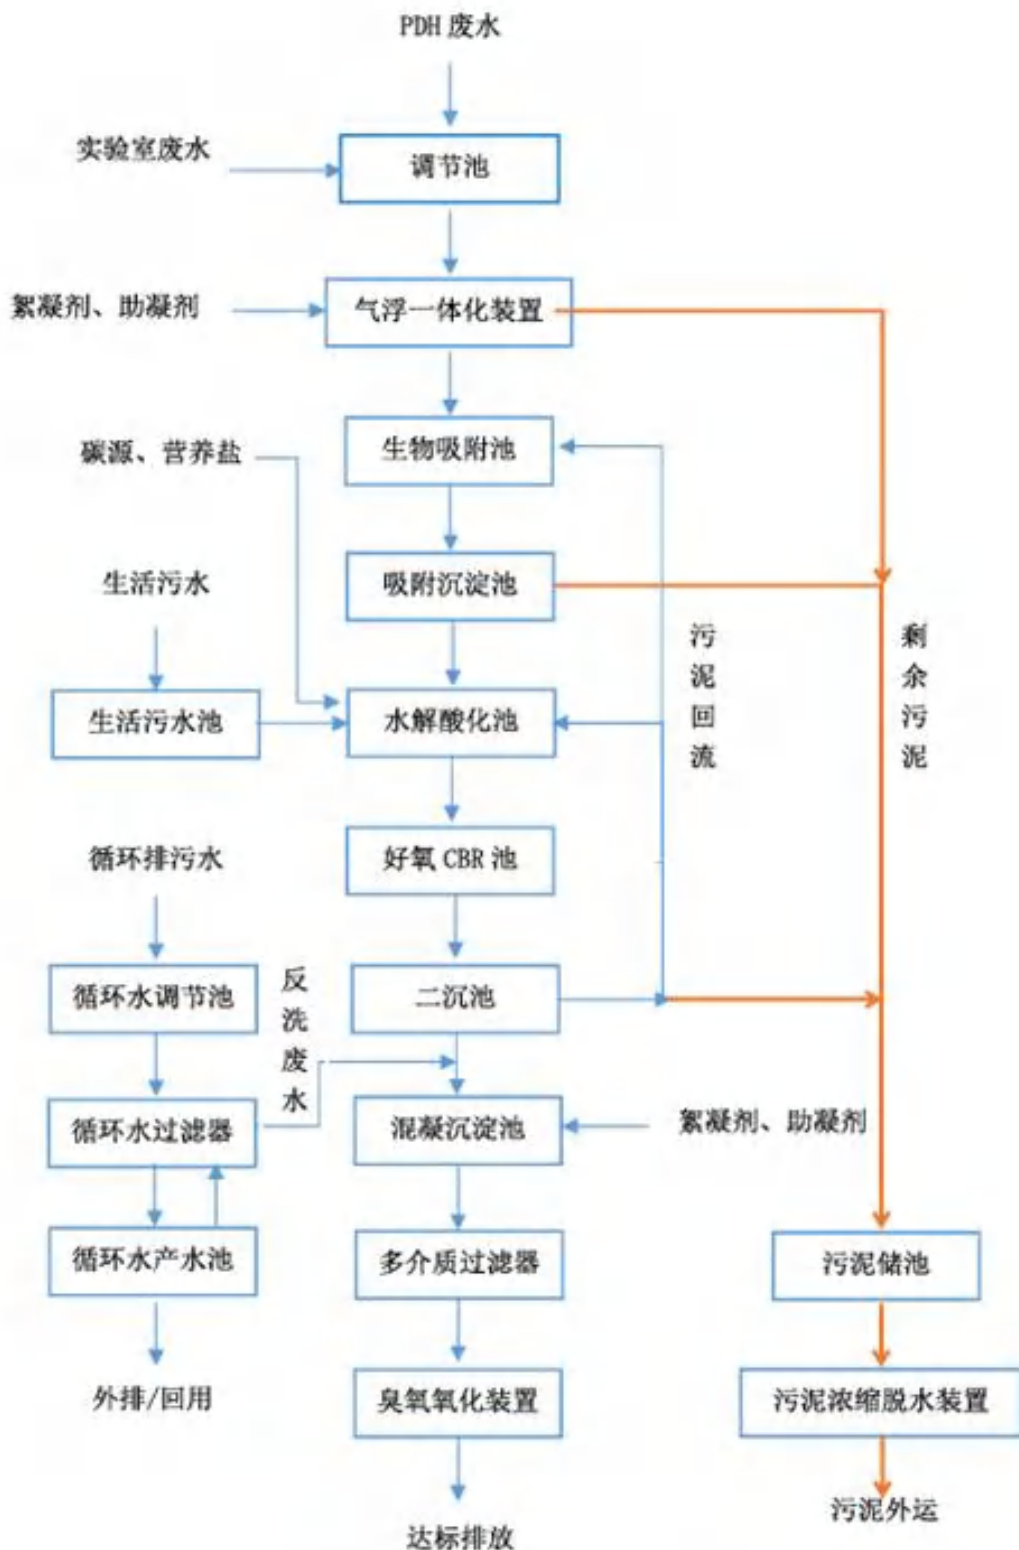 PDH 废水
实验室废水
调节池
絮凝剂、助凝剂
气浮一体化装置
碳源、营养盐
生物吸附池
生活污水
吸附沉淀池
污泥回流
剩余污泥
生活污水池
水解酸化池
循环排污水
好氧 CBR 池
循环水调节池
反洗废水
二沉池
循环水过滤器
混凝沉淀池
絮凝剂、助凝剂
循环水产水池
多介质过滤器
污泥储池
外排/回用
臭氧氧化装置
污泥浓缩脱水装置
达标排放
污泥外运